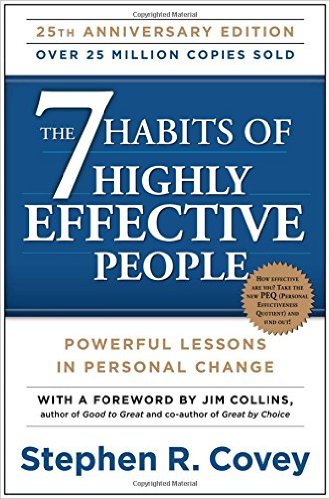 25TH ANNIVERSARY EDITION
OVER 25 MILLION COPIES SOLD
THE 7 HABITS OF
HIGHLY
EFFECTIVE
PEOPLE
HOW EFFECTIVE
ARE YOU? TAKE THE
NEW PEQ (PERSONAL
EFFECTIVENESS
QUOTIENT) AND
FIND OUT!
POWERFUL LESSONS
IN PERSONAL CHANGE
WITH A FOREWORD BY JIM COLLINS,
author of Good to Great and co-author of Great by Choice
Stephen R. Covey